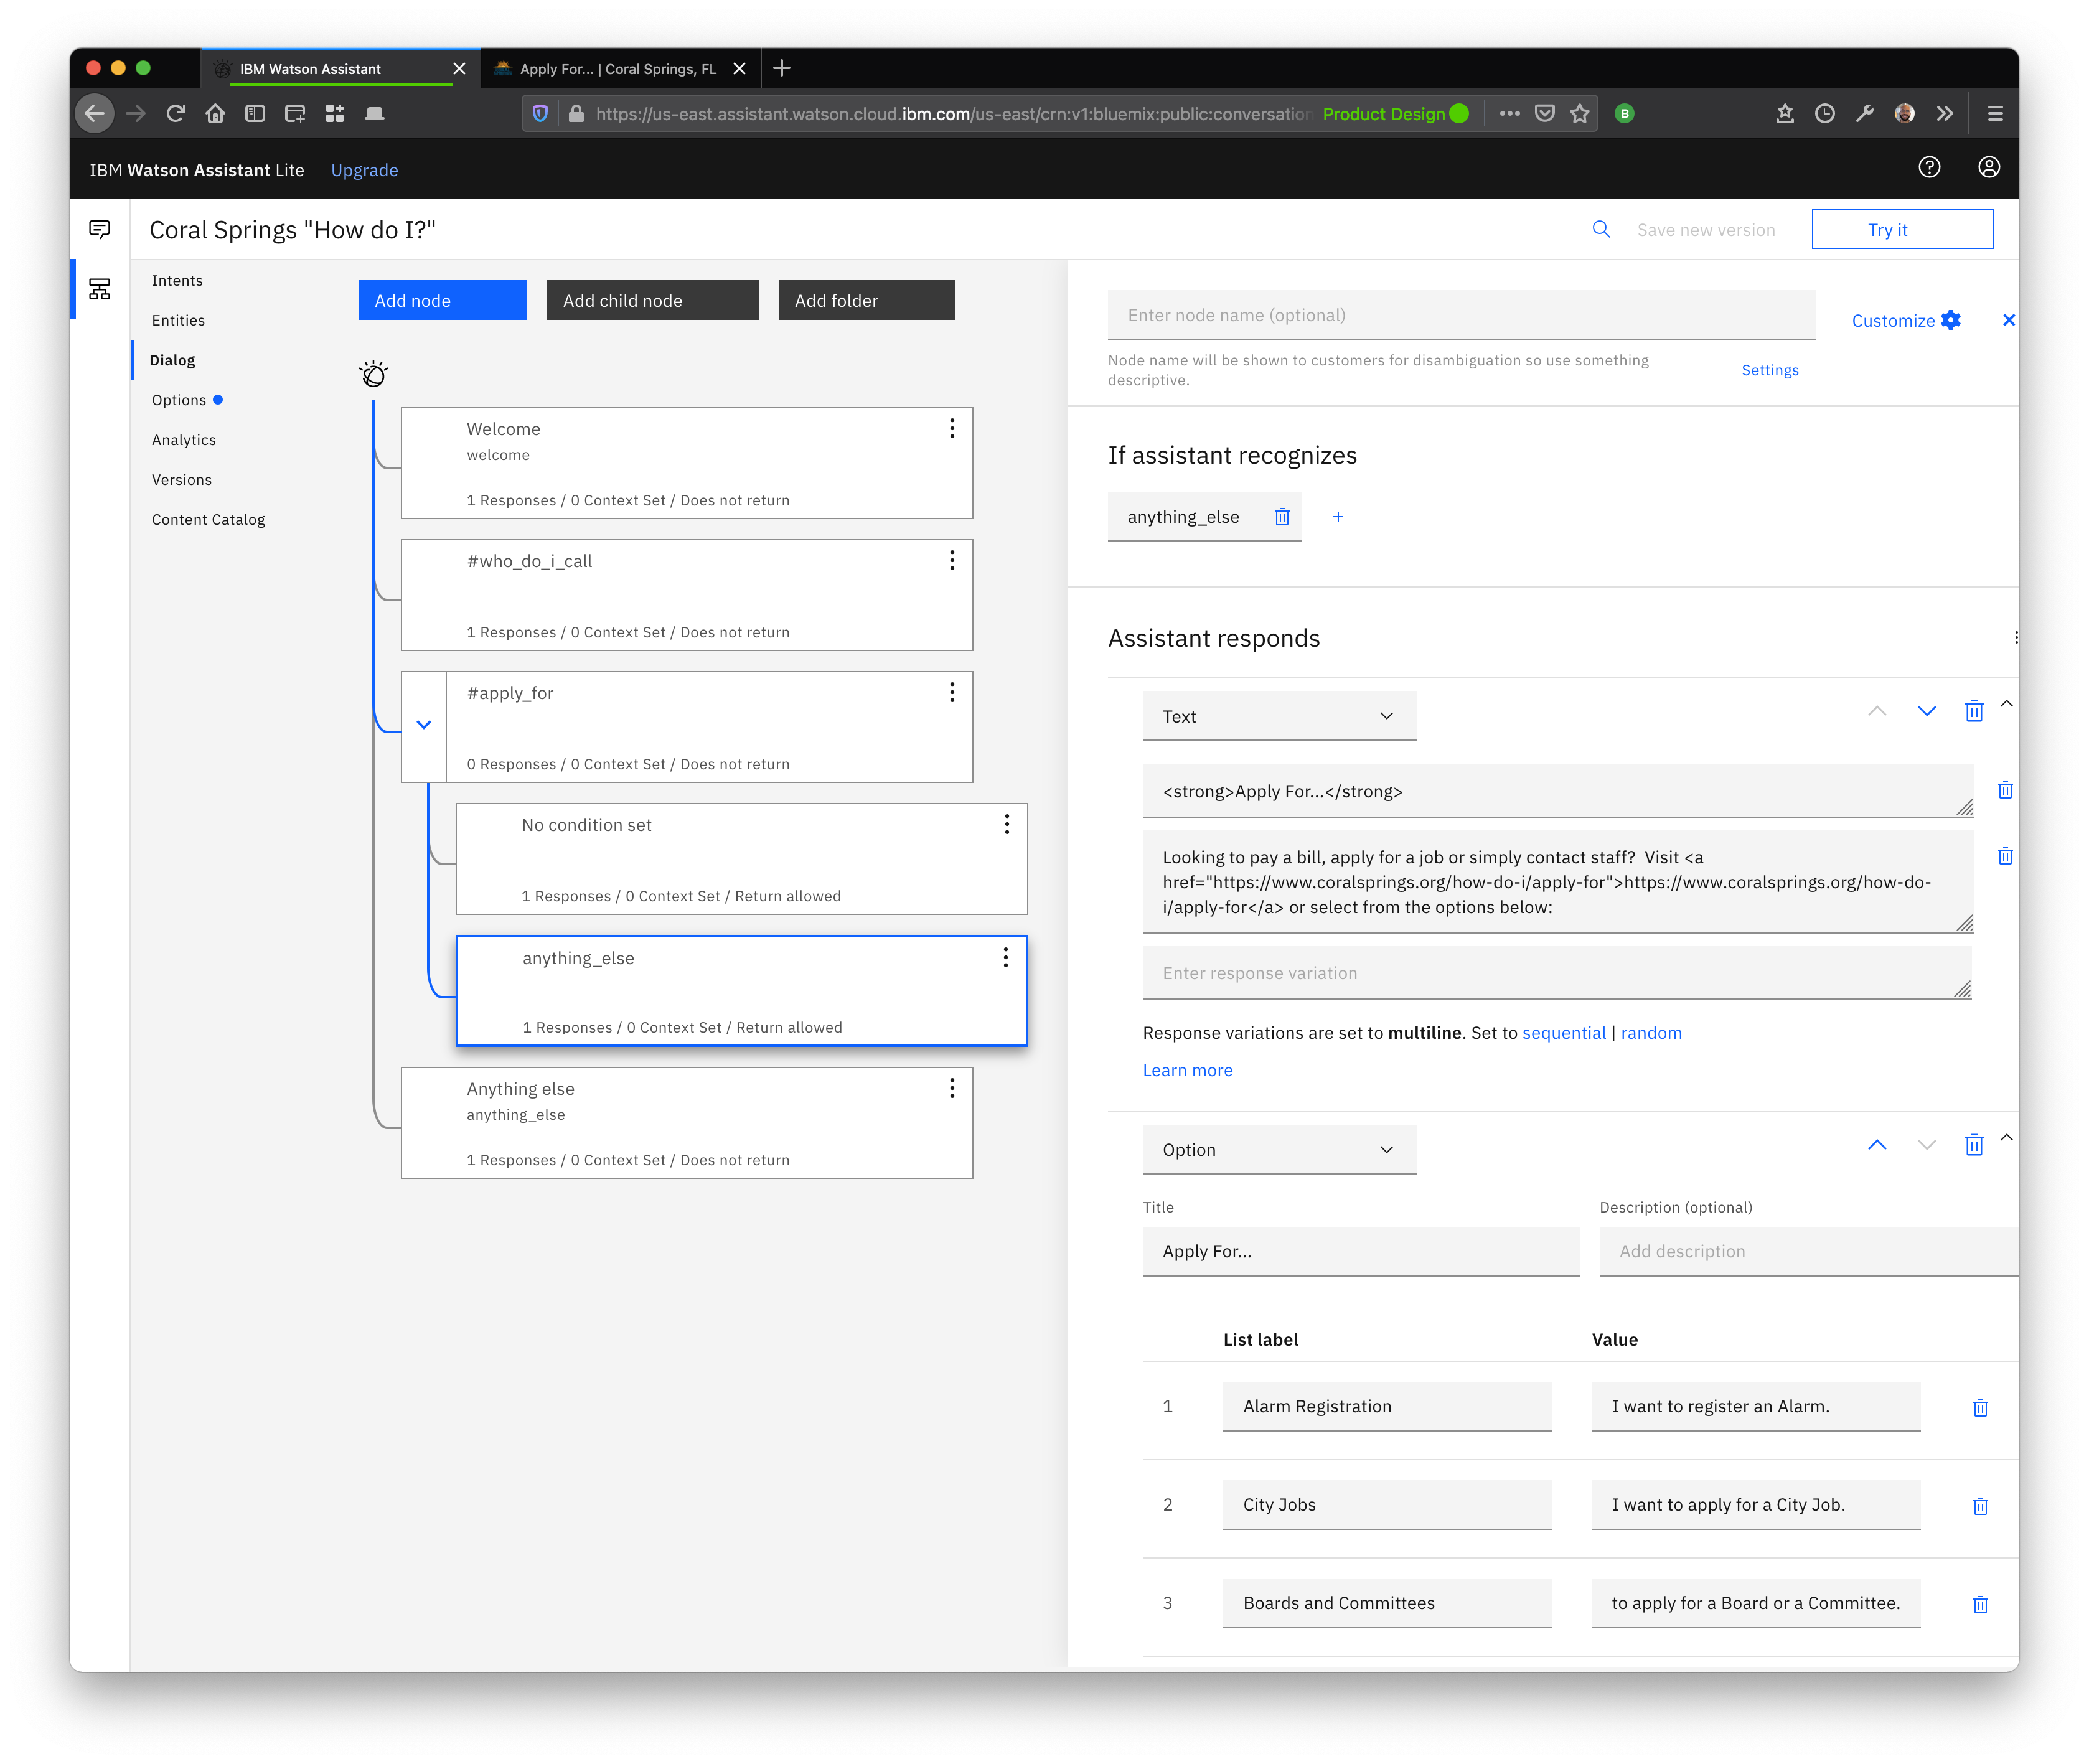 IBM Watson Assistant
Apply For... | Coral Springs, FL
https://us-east.assistant.watson.cloud.ibm.com/us-east/crn:v1:bluemix:public:conversation
Product Design
B
IBM Watson Assistant Lite
Upgrade
Coral Springs "How do I?"
Save new version
Try it
Intents
Entities
Dialog
Options
Analytics
Versions
Content Catalog
Add node
Add child node
Add folder
Welcome
welcome
1 Responses / 0 Context Set / Does not return
#who_do_i_call
1 Responses / 0 Context Set / Does not return
#apply_for
0 Responses / 0 Context Set / Does not return
No condition set
1 Responses / 0 Context Set / Return allowed
anything_else
1 Responses / 0 Context Set / Return allowed
Anything else
anything_else
1 Responses / 0 Context Set / Does not return
Enter node name (optional)
Customize
Node name will be shown to customers for disambiguation so use something
descriptive.
Settings
If assistant recognizes
anything_else
Assistant responds
Text
<strong>Apply For...</strong>
Looking to pay a bill, apply for a job or simply contact staff?  Visit <a
href="https://www.coralsprings.org/how-do-i/apply-for">https://www.coralsprings.org/how-do-
i/apply-for</a> or select from the options below:
Enter response variation
Response variations are set to multiline. Set to sequential | random
Learn more
Option
Title
Description (optional)
Apply For...
Add description
List label
Value
1
Alarm Registration
I want to register an Alarm.
2
City Jobs
I want to apply for a City Job.
3
Boards and Committees
to apply for a Board or a Committee.